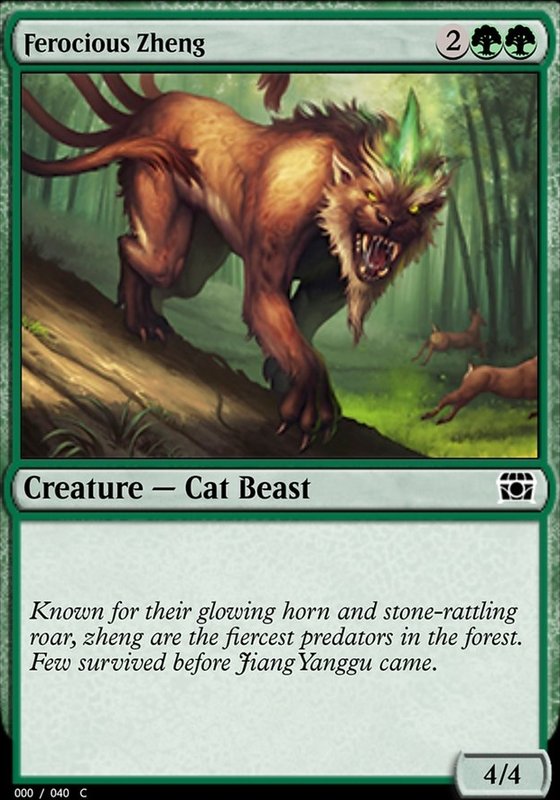 Ferocious Zheng 2
Creature — Cat Beast
Known for their glowing horn and stone-rattling
roar, zheng are the fiercest predators in the forest.
Few survived before Jiang Yanggu came.
4/4
000 / 040 C